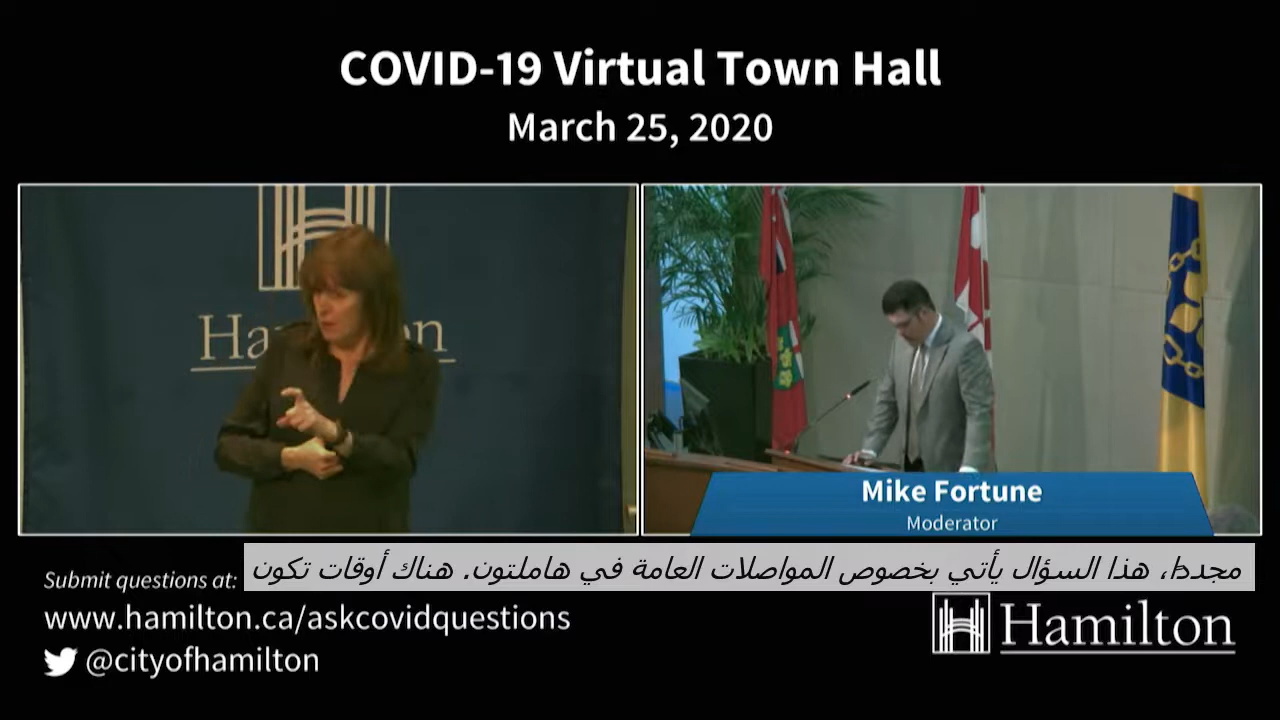 COVID-19 Virtual Town Hall
March 25, 2020
Hamilton
Mike Fortune
Moderator
Submit questions at:
مجددا، هذا السؤال يأتي بخصوص المواصلات العامة في هاملتون. هناك أوقات تكون
www.hamilton.ca/askcovidquestions
@cityofhamilton
Hamilton